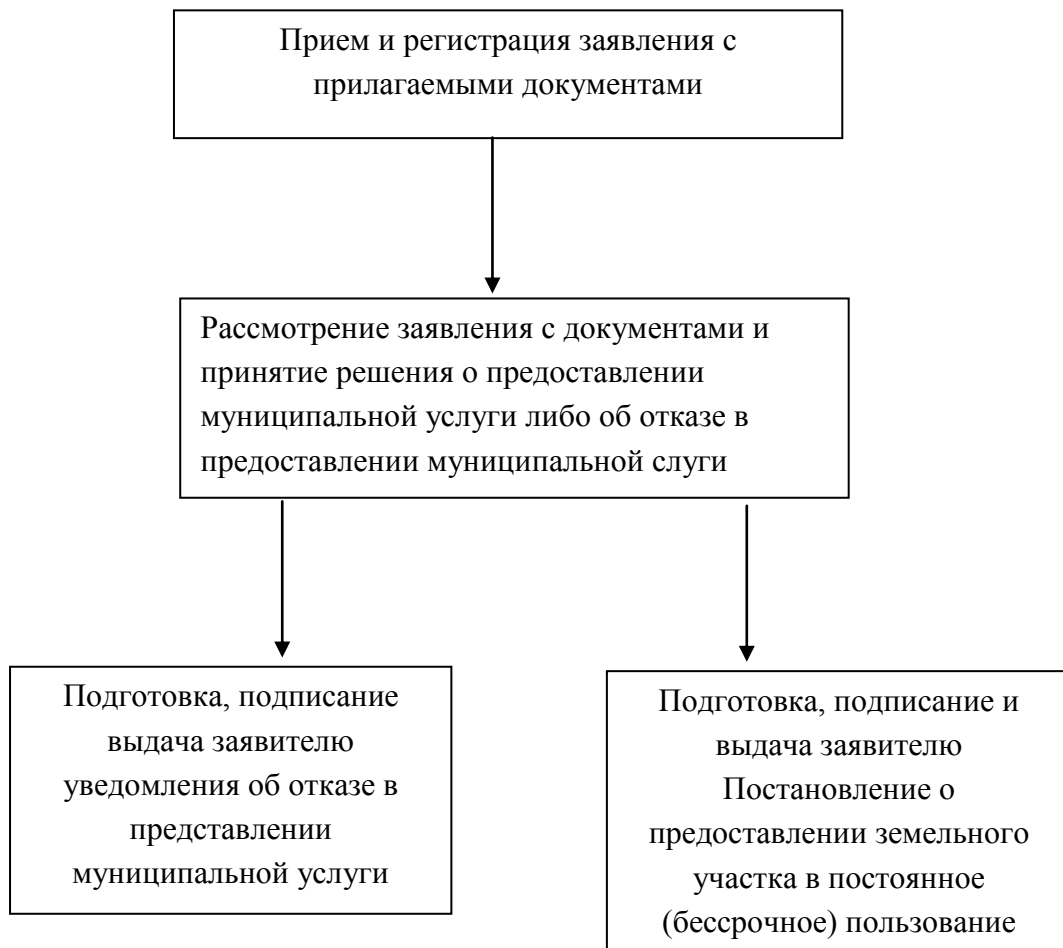 Прием и регистрация заявления с
прилагаемыми документами
Рассмотрение заявления с документами и
принятие решения о предоставлении
муниципальной услуги либо об отказе в
предоставлении муниципальной слуги
Подготовка, подписание
выдача заявителю
уведомления об отказе в
представлении
муниципальной услуги
Подготовка, подписание и
выдача заявителю
Постановление о
предоставлении земельного
участка в постоянное
(бессрочное) пользование